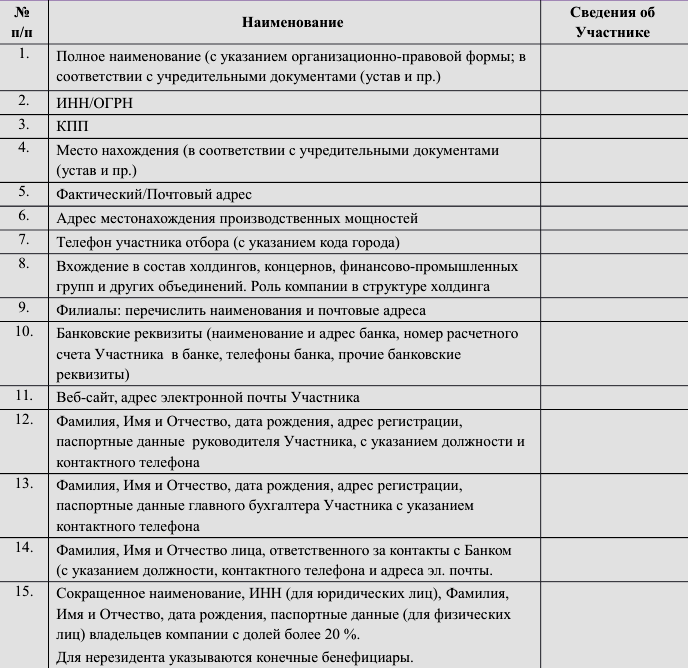 № п/п
Наименование
Сведения об Участнике
1.
Полное наименование (с указанием организационно-правовой формы; в
соответствии с учредительными документами (устав и пр.)
2.
ИНН/ОГРН
3.
КПП
4.
Место нахождения (в соответствии с учредительными документами
(устав и пр.)
5.
Фактический/Почтовый адрес
6.
Адрес местонахождения производственных мощностей
7.
Телефон участника отбора (с указанием кода города)
8.
Вхождение в состав холдингов, концернов, финансово-промышленных
групп и других объединений. Роль компании в структуре холдинга
9.
Филиалы: перечислить наименования и почтовые адреса
10.
Банковские реквизиты (наименование и адрес банка, номер расчетного
счета Участника в банке, телефоны банка, прочие банковские
реквизиты)
11.
Веб-сайт, адрес электронной почты Участника
12.
Фамилия, Имя и Отчество, дата рождения, адрес регистрации,
паспортные данные руководителя Участника, с указанием должности и
контактного телефона
13.
Фамилия, Имя и Отчество, дата рождения, адрес регистрации,
паспортные данные главного бухгалтера Участника с указанием
контактного телефона
14.
Фамилия, Имя и Отчество лица, ответственного за контакты с Банком
(с указанием должности, контактного телефона и адреса эл. почты.
15.
Сокращенное наименование, ИНН (для юридических лиц), Фамилия,
Имя и Отчество, дата рождения, паспортные данные (для физических
лиц) владельцев компании с долей более 20 %.
Для нерезидента указываются конечные бенефициары.